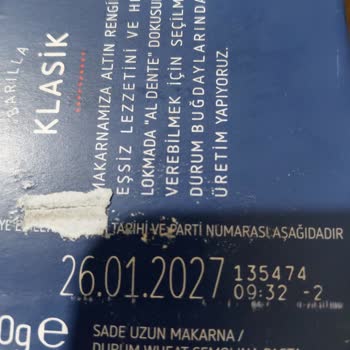 BARILLA
KLASİK
MAKARNAMIZA ALTIN RENGİ
EŞSİZ LEZZETİNİ VE
LOKMADA "AL DENTE" DOKUSU
VEREBİLMEK İÇİN SEÇİLM
DURUM BUĞDAYLARINDA
ÜRETİM YAPIYORUZ.
TARİHİ VE PARTİ NUMARASI AŞAĞIDADIR
26.01.2027 135474
09:32 -2
0g e
SADE UZUN MAKARNA /
DURUM WHEAT SEMOLINA PASTA